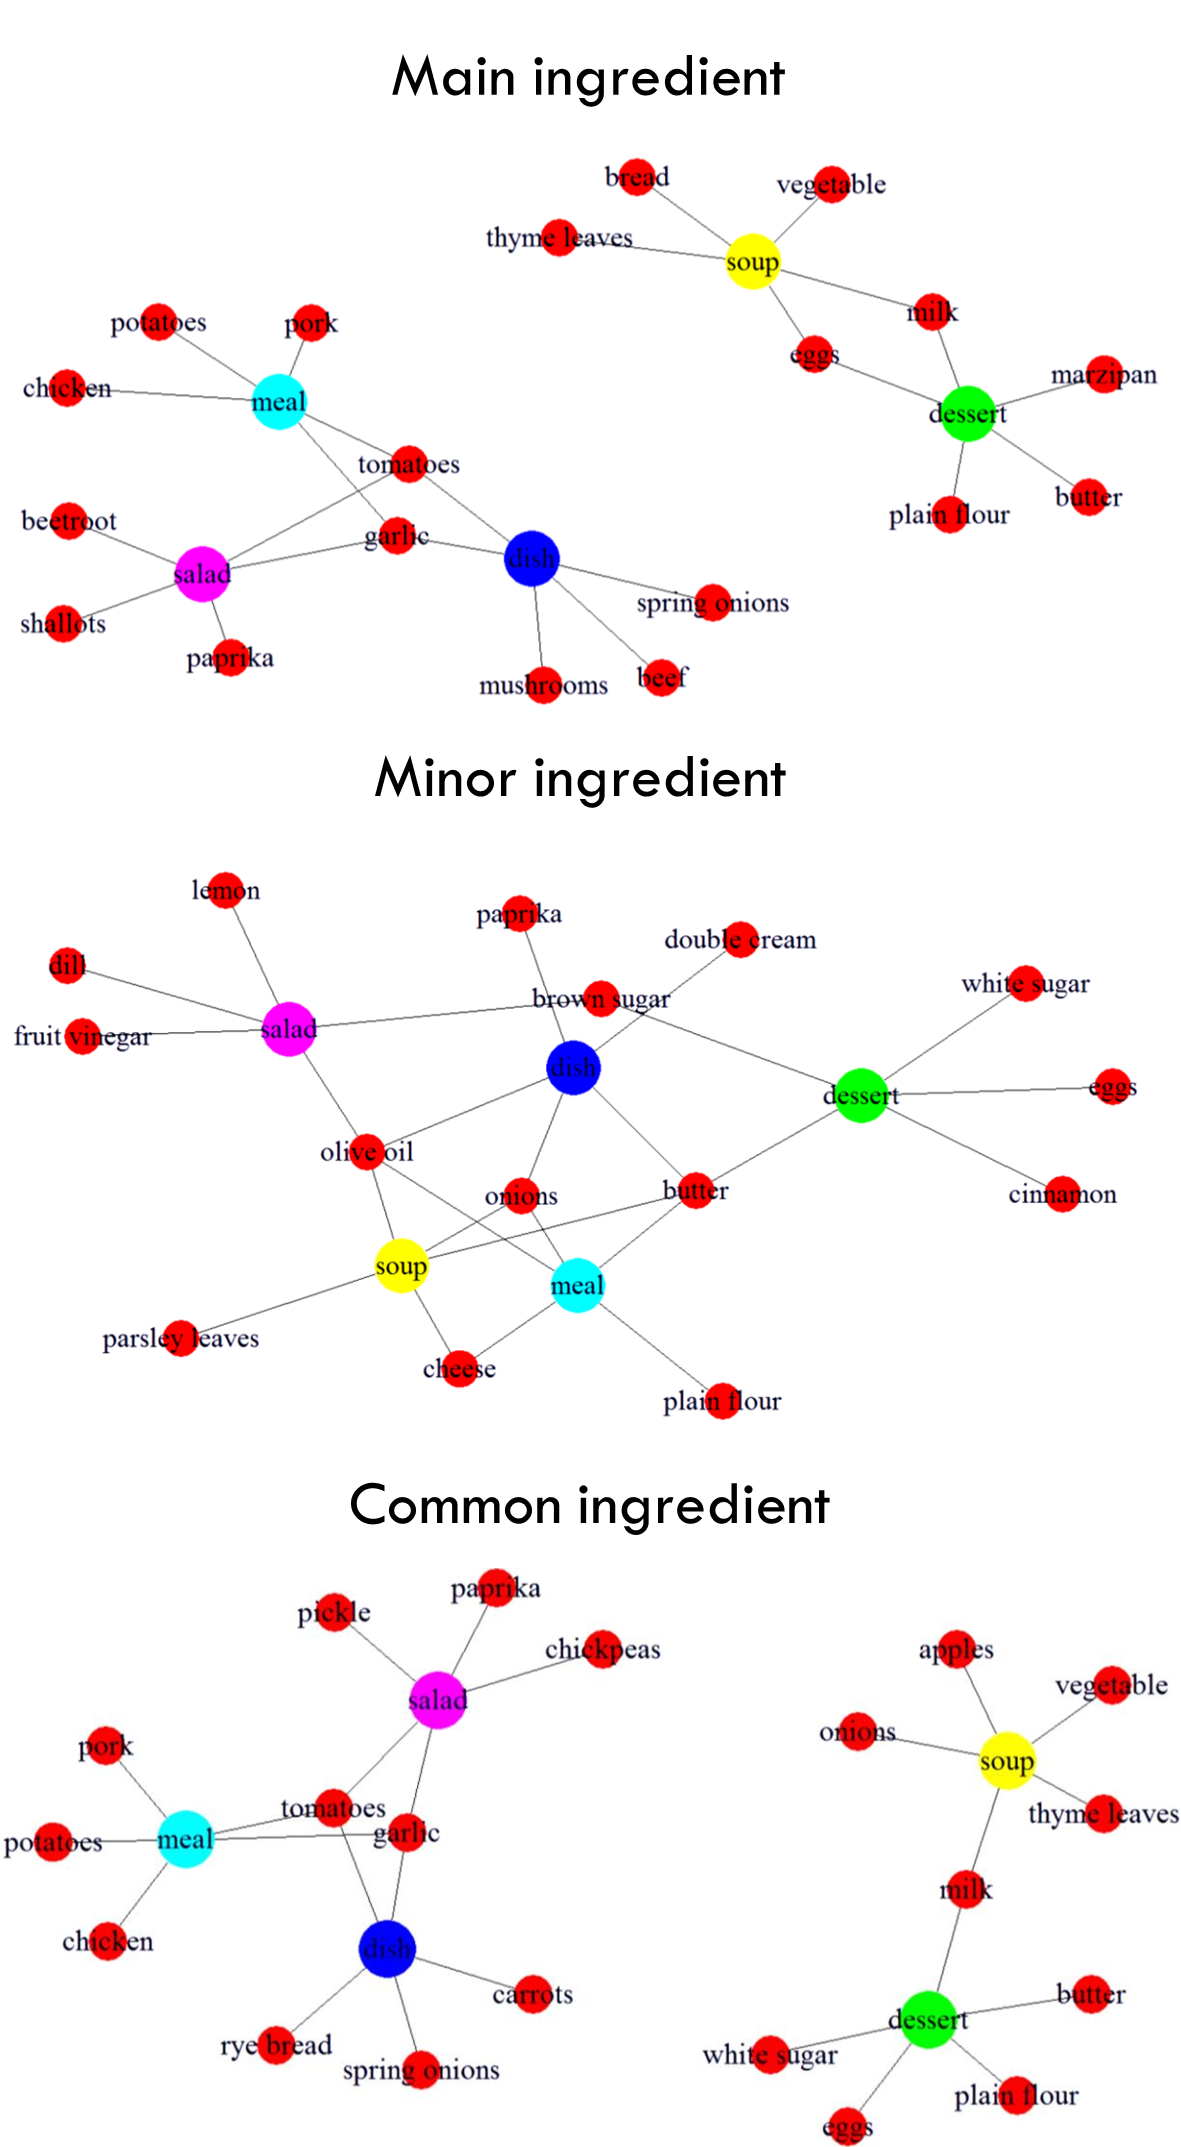 Main ingredient
bread
vegetable
thyme leaves
soup
milk
potatoes
pork
eggs
marzipan
chicken
meal
dessert
tomatoes
butter
plain flour
beetroot
garlic
dish
salad
spring onions
shallots
paprika
beef
mushrooms
Minor ingredient
lemon
paprika
double cream
dill
white sugar
brown sugar
fruit vinegar
salad
dish
eggs
dessert
olive oil
butter
onions
cinnamon
soup
meal
parsley leaves
cheese
plain flour
Common ingredient
paprika
pickle
chickpeas
apples
vegetable
salad
onions
pork
soup
tomatoes
thyme leaves
garlic
potatoes
meal
milk
chicken
dish
carrots
butter
dessert
rye bread
white sugar
spring onions
plain flour
eggs